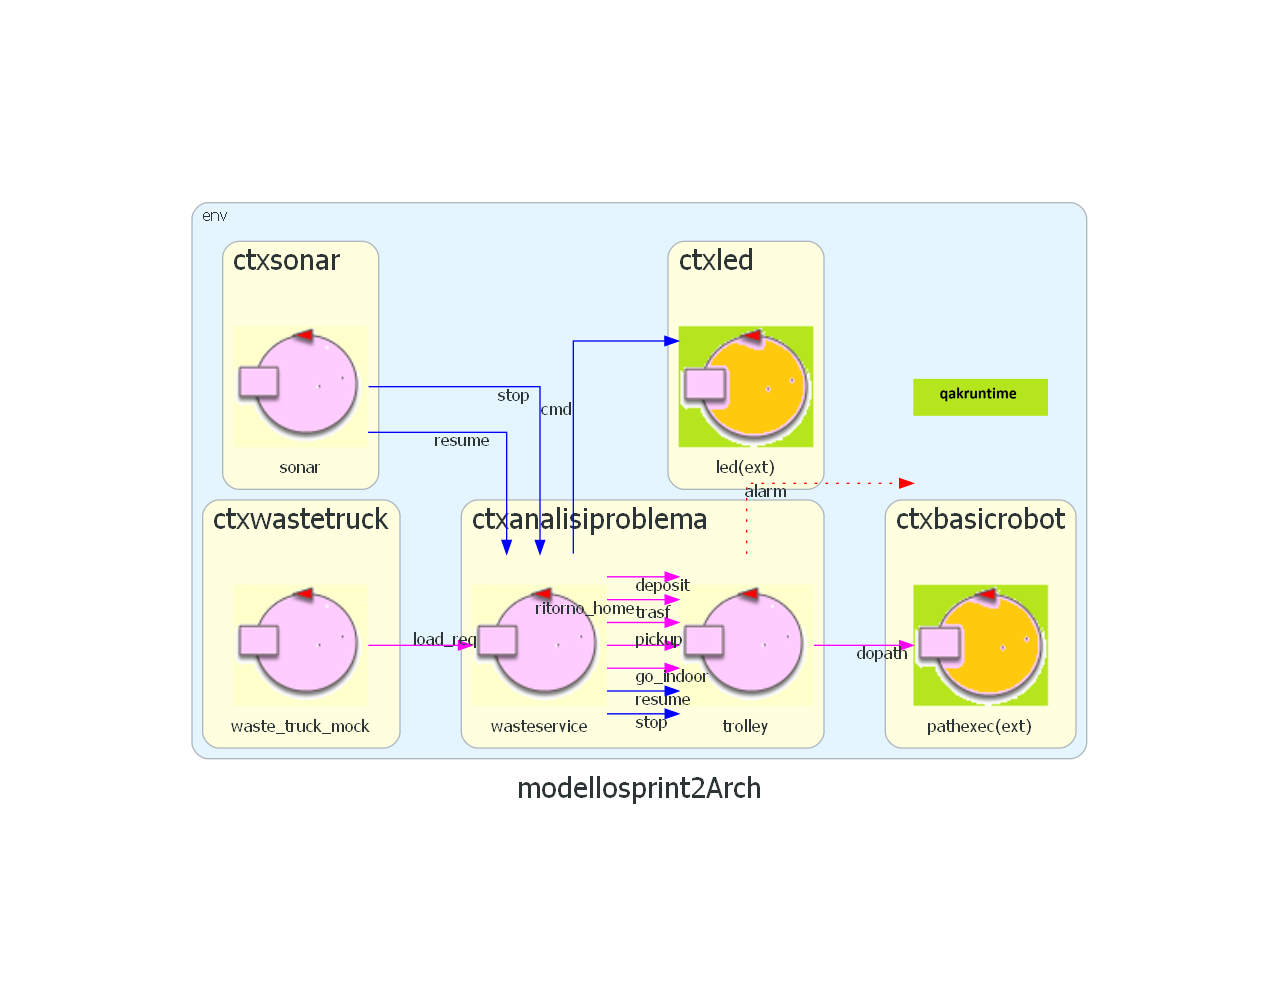 env
ctxsonar
ctxled
qakruntime
stop
cmd
resume
sonar
led(ext)
alarm
ctxwastetruck
ctxanalisiproblema
ctxbasicrobot
deposit
ritorno_home
trasf
load_req
pickup
dopath
go_indoor
resume
stop
waste_truck_mock
wasteservice
trolley
pathexec(ext)
modellosprint2Arch